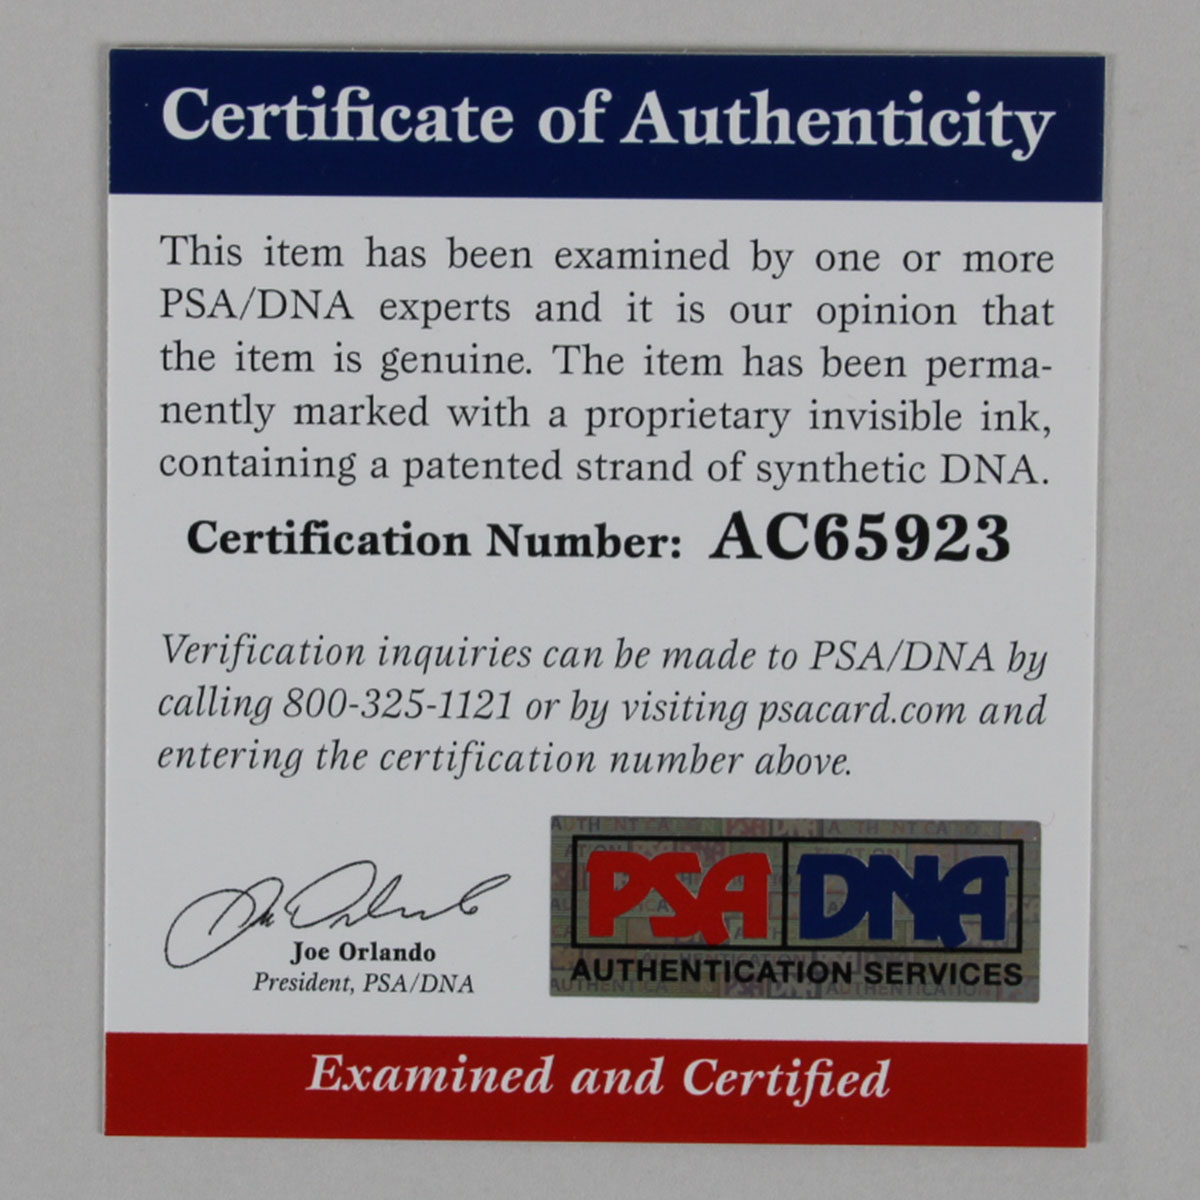 Certificate of Authenticity
This item has been examined by one or more
PSA/DNA experts and it is our opinion that
the item is genuine. The item has been perma-
nently marked with a proprietary invisible ink,
containing a patented strand of synthetic DNA.
Certification Number: AC65923
Verification inquiries can be made to PSA/DNA by
calling 800-325-1121 or by visiting psacard.com and
entering the certification number above.
Joe Orlando
President, PSA/DNA
PSA DNA
AUTHENTICATION SERVICES
Examined and Certified